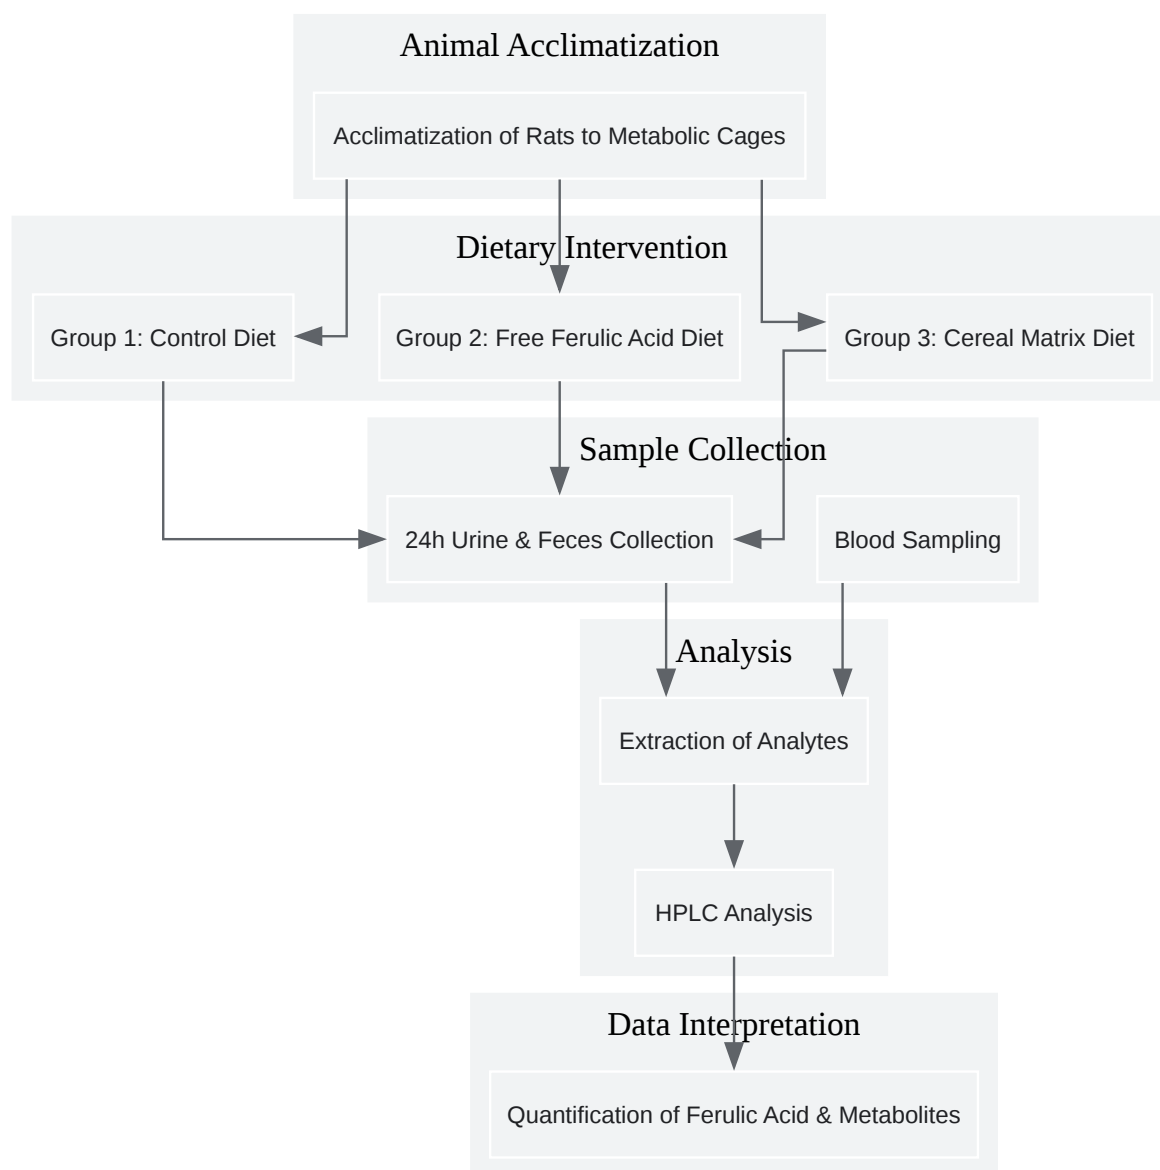 Animal Acclimatization
Acclimatization of Rats to Metabolic Cages
Dietary Intervention
Group 1: Control Diet
Group 2: Free Ferulic Acid Diet
Group 3: Cereal Matrix Diet
Sample Collection
24h Urine & Feces Collection
Blood Sampling
Analysis
Extraction of Analytes
HPLC Analysis
Data Interpretation
Quantification of Ferulic Acid & Metabolites